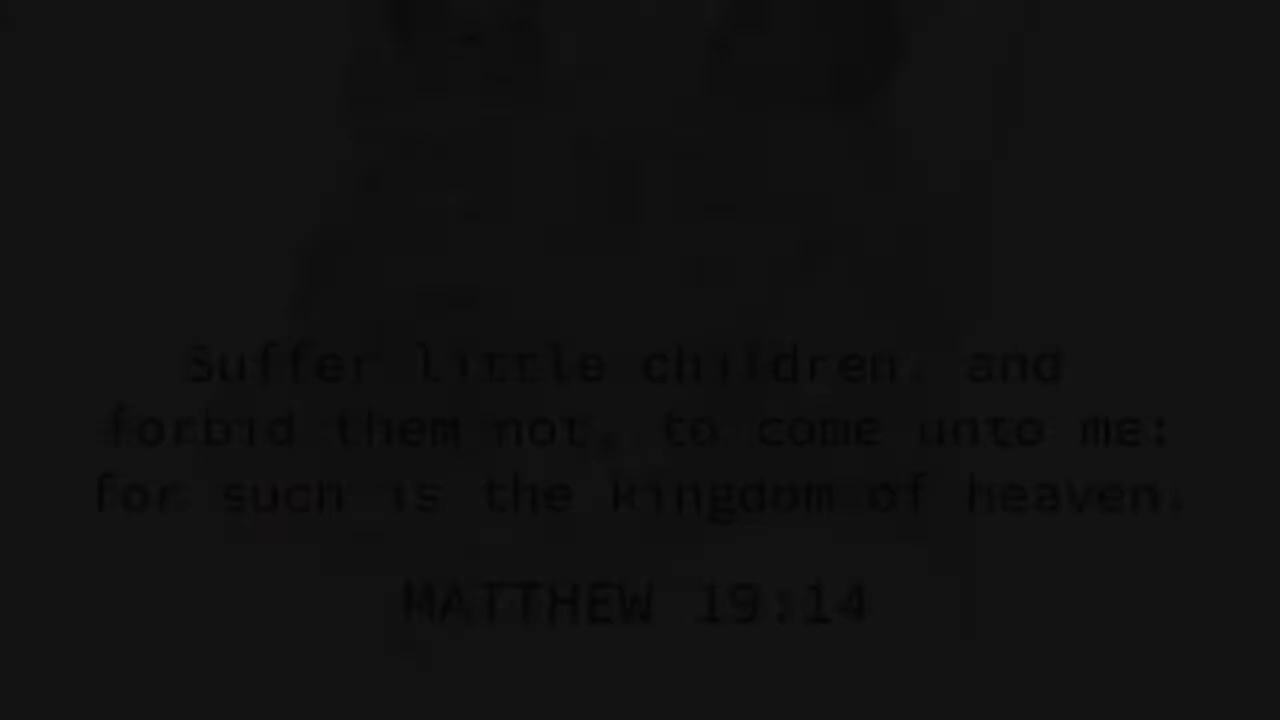 Suffer little children, and
forbid them not, to come unto me:
for such is the kingdom of heaven.
MATTHEW 19:14